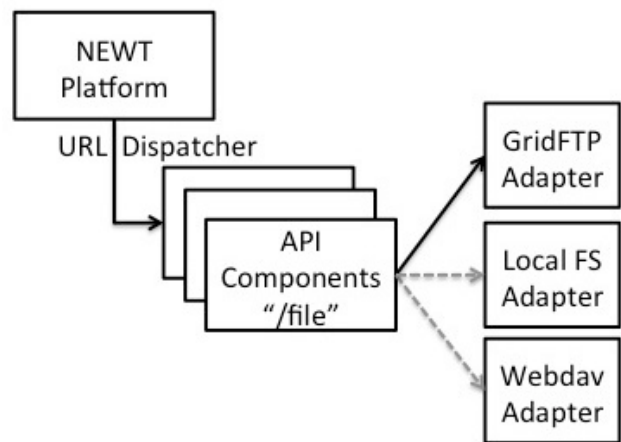 NEWT
Platform
URL Dispatcher
API
Components
“/file”
GridFTP
Adapter
Local FS
Adapter
Webdav
Adapter